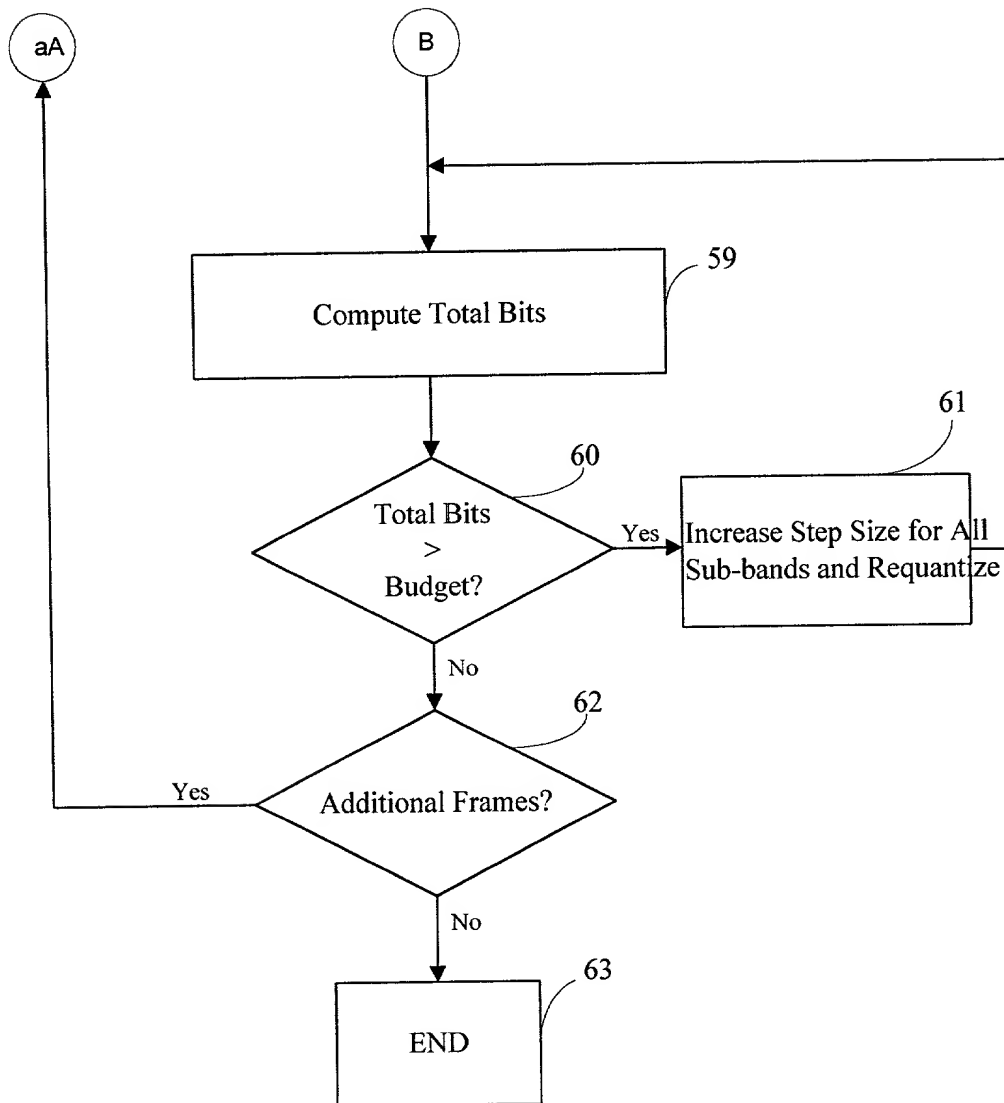 aA
B
59
Compute Total Bits
60
Total Bits
>
Budget?
Yes
61
Increase Step Size for All
Sub-bands and Requantize
No
62
Additional Frames?
Yes
No
63
END